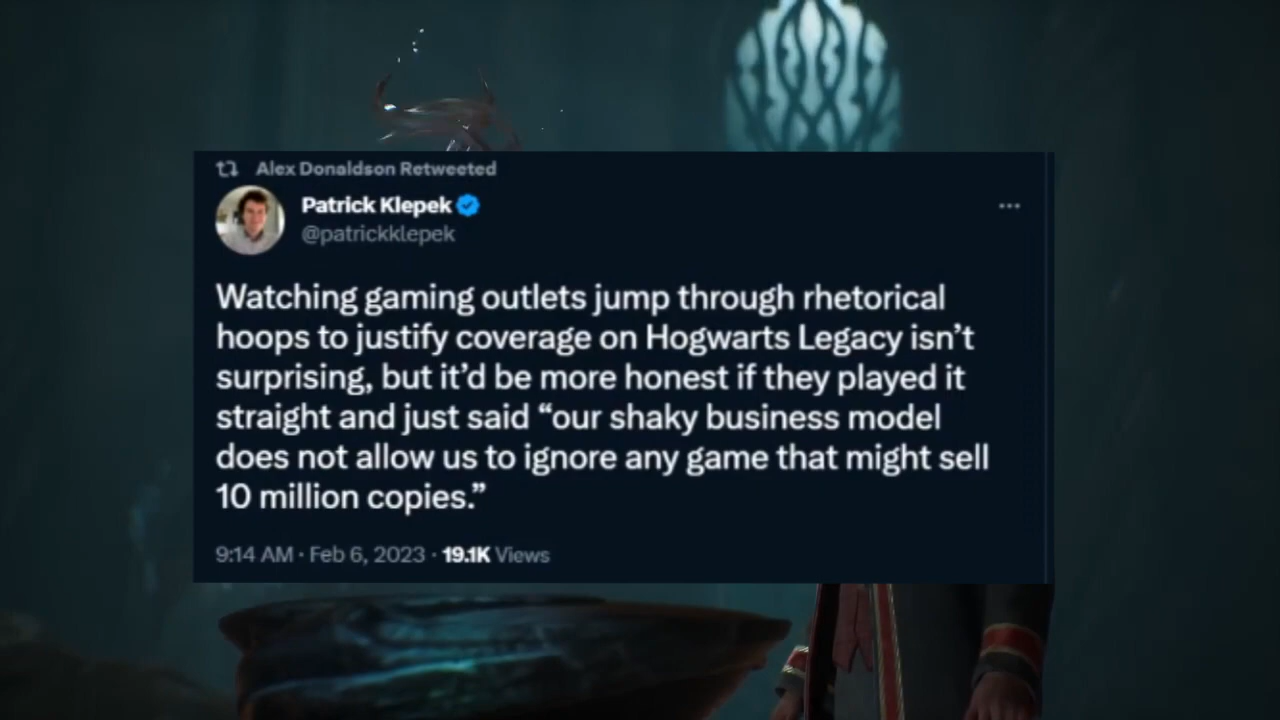 Alex Donaldson Retweeted
Patrick Klepek
@patrickklepek
Watching gaming outlets jump through rhetorical
hoops to justify coverage on Hogwarts Legacy isn’t
surprising, but it’d be more honest if they played it
straight and just said “our shaky business model
does not allow us to ignore any game that might sell
10 million copies.”
9:14 AM · Feb 6, 2023 · 19.1K Views